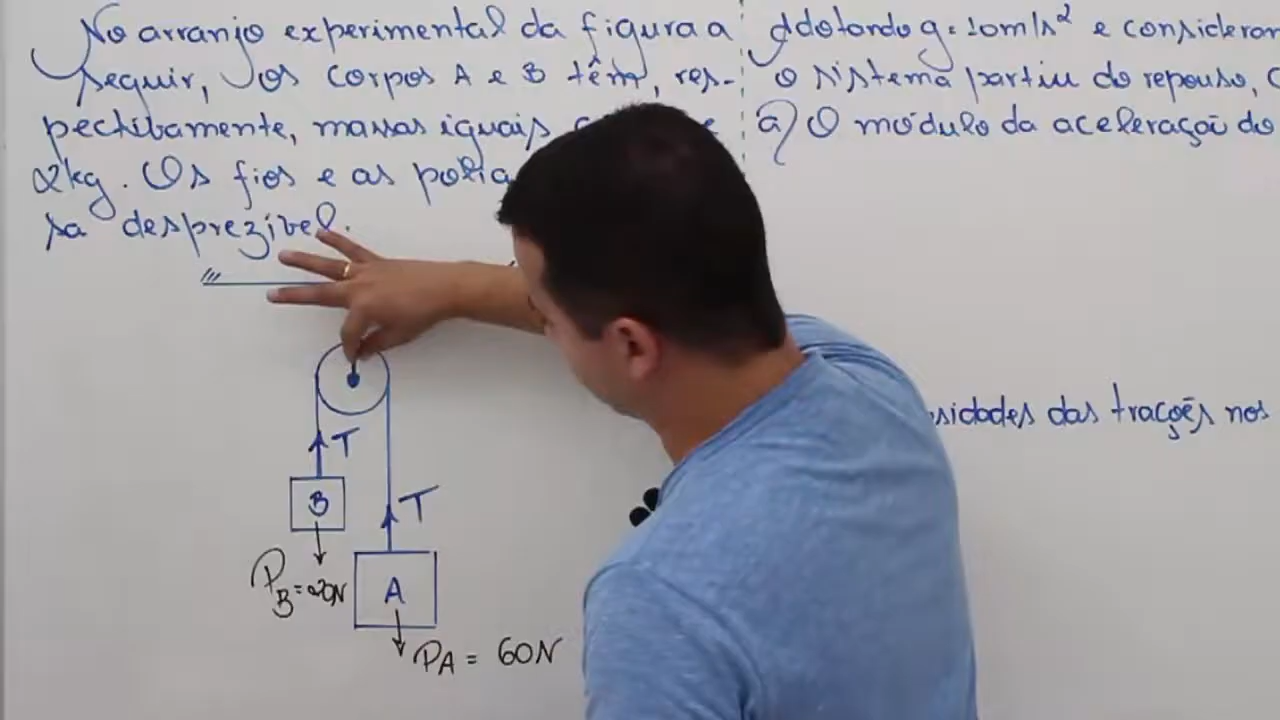 No arranjo experimental da figura a
seguir, os corpos A e B têm, res-
pectivamente, massas iguais
2kg. Os fios e as polia
sa desprezível.
Adotando g=10m/s² e consideran
o sistema partiu do repouso,
a) O módulo da aceleração do
sidades das trações nos
T
B
T
P_B=20N
A
P_A = 60N